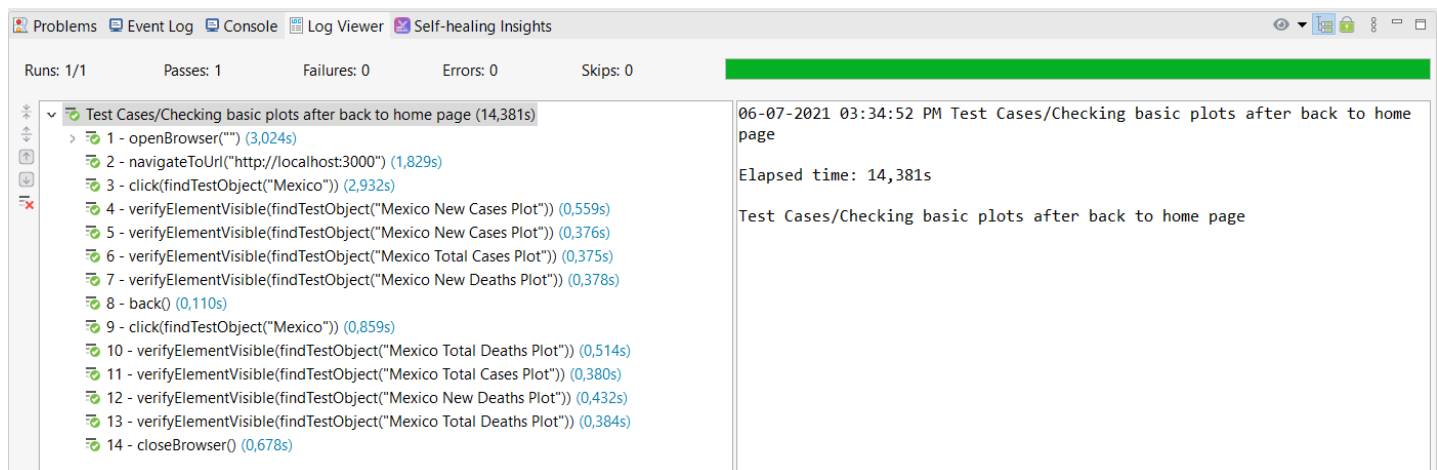 Problems Event Log Console Log Viewer Self-healing Insights
Runs: 1/1 Passes: 1 Failures: 0 Errors: 0 Skips: 0
Test Cases/Checking basic plots after back to home page (14,381s)
1 - openBrowser("") (3,024s)
2 - navigateToUrl("http://localhost:3000") (1,829s)
3 - click(findTestObject("Mexico")) (2,932s)
4 - verifyElementVisible(findTestObject("Mexico New Cases Plot")) (0,559s)
5 - verifyElementVisible(findTestObject("Mexico New Cases Plot")) (0,376s)
6 - verifyElementVisible(findTestObject("Mexico Total Cases Plot")) (0,375s)
7 - verifyElementVisible(findTestObject("Mexico New Deaths Plot")) (0,378s)
8 - back() (0,110s)
9 - click(findTestObject("Mexico")) (0,859s)
10 - verifyElementVisible(findTestObject("Mexico Total Deaths Plot")) (0,514s)
11 - verifyElementVisible(findTestObject("Mexico Total Cases Plot")) (0,380s)
12 - verifyElementVisible(findTestObject("Mexico New Deaths Plot")) (0,432s)
13 - verifyElementVisible(findTestObject("Mexico Total Deaths Plot")) (0,384s)
14 - closeBrowser() (0,678s)
06-07-2021 03:34:52 PM Test Cases/Checking basic plots after back to home
page
Elapsed time: 14,381s
Test Cases/Checking basic plots after back to home page